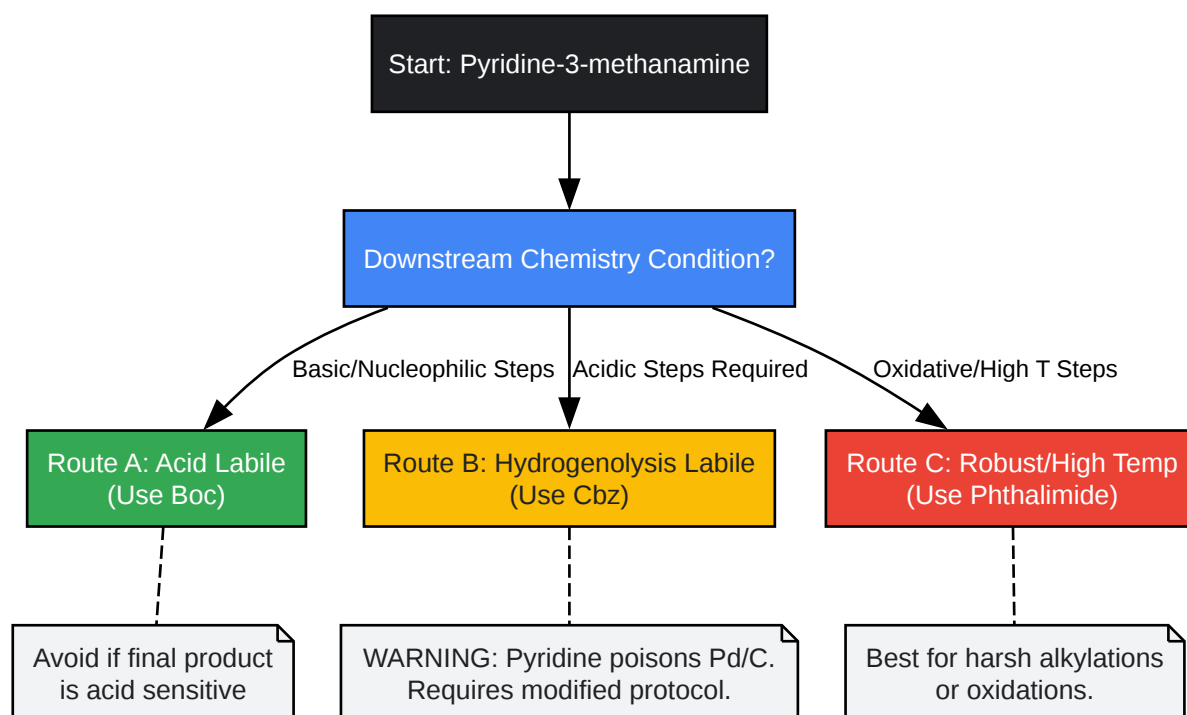 Start: Pyridine-3-methanamine
Downstream Chemistry Condition?
Basic/Nucleophilic Steps
Acidic Steps Required
Oxidative/High T Steps
Route A: Acid Labile
(Use Boc)
Route B: Hydrogenolysis Labile
(Use Cbz)
Route C: Robust/High Temp
(Use Phthalimide)
Avoid if final product
is acid sensitive
WARNING: Pyridine poisons Pd/C.
Requires modified protocol.
Best for harsh alkylations
or oxidations.